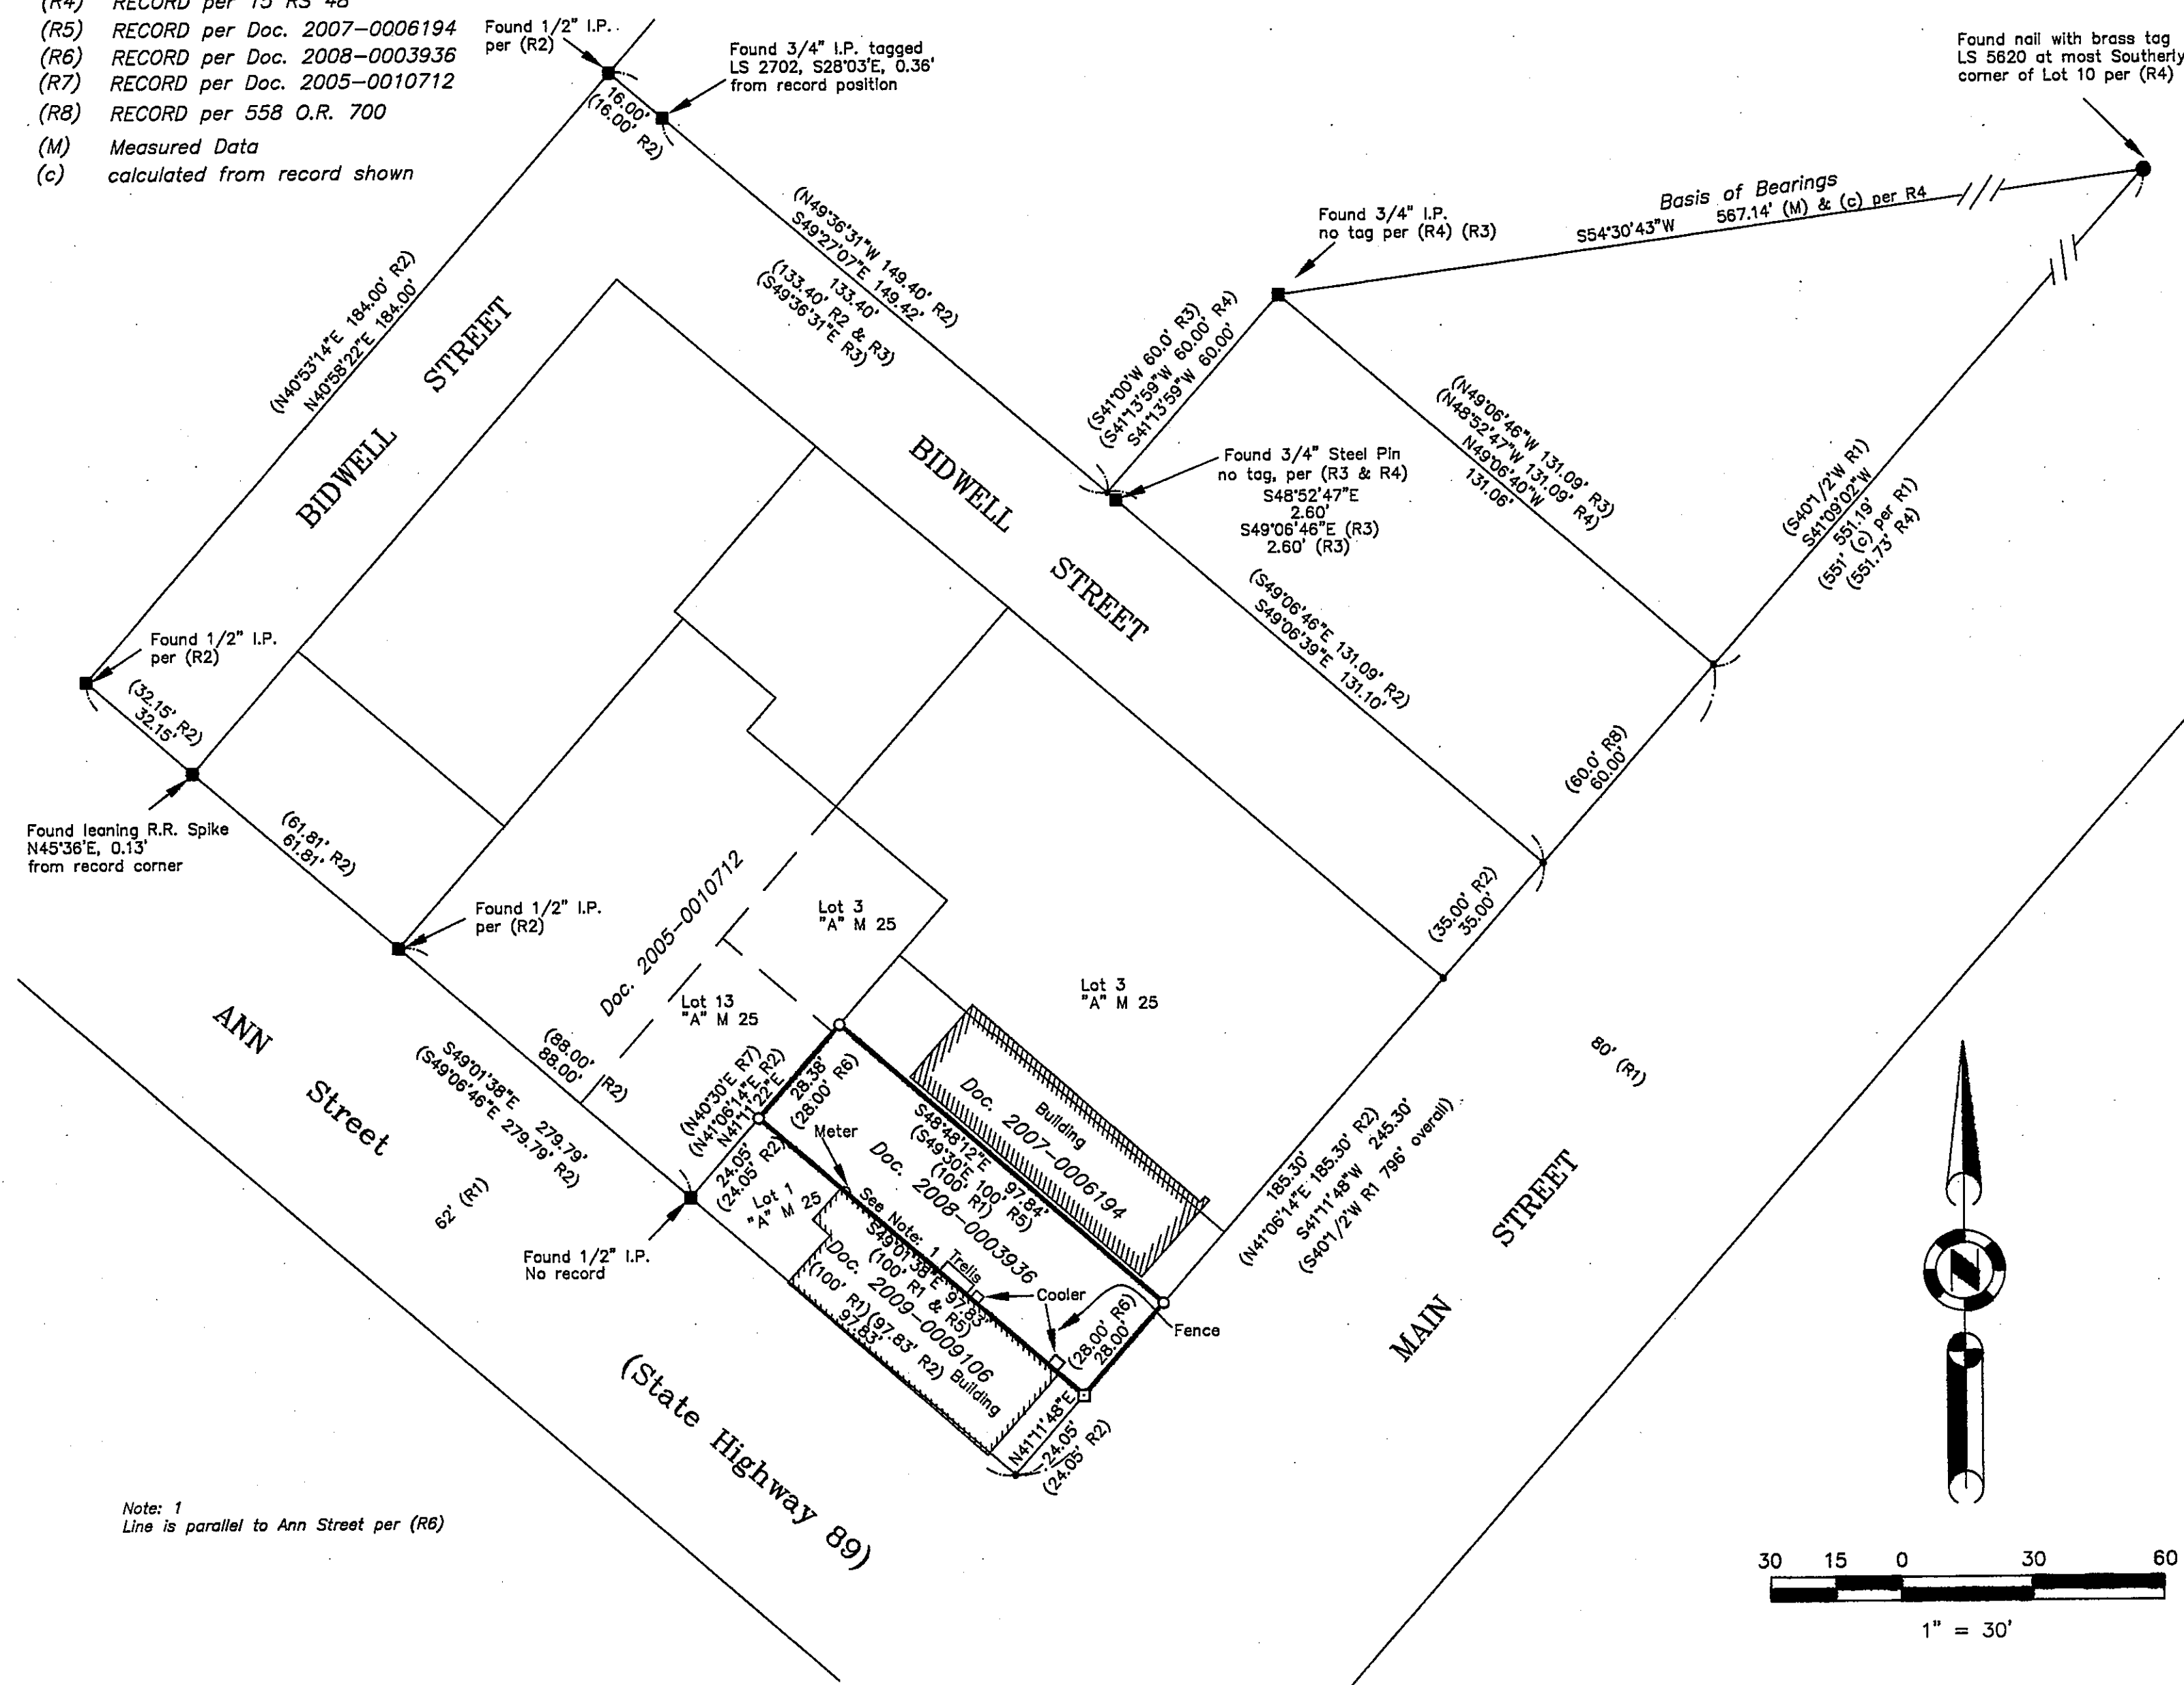 (R4) RECORD per 15 RS 48
(R5) RECORD per Doc. 2007-0006194
(R6) RECORD per Doc. 2008-0003936
(R7) RECORD per Doc. 2005-0010712
(R8) RECORD per 558 O.R. 700
(M) Measured Data
(c) calculated from record shown
Found 1/2" I.P.
per (R2)
Found 3/4" I.P. tagged
LS 2702, S28°03'E, 0.36'
from record position
Found nail with brass tag
LS 5620 at most Southerly
corner of Lot 10 per (R4)
16.00'
(16.00' R2)
Basis of Bearings
S54°30'43"W 567.14' (M) & (c) per R4
Found 3/4" I.P.
no tag per (R4) (R3)
(N49°36'31"W 149.40' R2)
S49°27'07"E 149.42'
133.40'
(133.40' R2 & R3)
(S49°36'31"E R3)
(N40°53'14"E 184.00' R2)
N40°58'22"E 184.00'
BIDWELL STREET
BIDWELL STREET
(S41°00'W 60.0' R3)
(S41°13'59"W 60.00' R4)
S41°13'59"W 60.00'
(N49°06'46"W 131.09' R3)
(N48°52'47"W 131.09' R4)
N49°06'40"W
131.06'
Found 3/4" Steel Pin
no tag, per (R3 & R4)
S48°52'47"E
2.60'
S49°06'46"E (R3)
2.60' (R3)
(S40°1/2'W R1)
S41°09'02"W
551.19'
(551' (c) per R1)
(551.73' R4)
(S49°06'46"E 131.09' R2)
S49°06'39"E 131.10'
Found 1/2" I.P.
per (R2)
(32.15' R2)
32.15'
(60.0' R8)
60.00'
Found leaning R.R. Spike
N45°36'E, 0.13'
from record corner
(61.81' R2)
61.81'
Found 1/2" I.P.
per (R2)
(35.00' R2)
35.00'
Doc. 2005-0010712
Lot 3
"A" M 25
Lot 3
"A" M 25
Lot 13
"A" M 25
ANN Street
S49°01'38"E 279.79'
(S49°06'46"E 279.79' R2)
62' (R1)
(88.00' R2)
88.00'
(N40°30'E R7)
(N41°06'14"E R2)
N41°11'22"E
28.38'
(28.00' R6)
24.05'
(24.05' R2)
Lot 1
"A" M 25
Meter
See Note: 1
Trelis
Building
Doc. 2007-0006194
S48°48'12"E 97.84'
(S49°30'E 100' R5)
(100' R1)
Doc. 2008-0003936
S49°01'38"E 97.83'
(100' R1 & R5)
Doc. 2009-0009106
(100' R1)(97.83' R2) Building
97.83'
Cooler
Fence
(28.00' R6)
28.00'
N41°11'48"E
24.05'
(24.05' R2)
Found 1/2" I.P.
No record
(State Highway 89)
80' (R1)
185.30'
(N41°06'14"E 185.30' R2)
S41°11'48"W 245.30'
(S40°1/2'W R1 796' overall)
MAIN STREET
N
Note: 1
Line is parallel to Ann Street per (R6)
30 15 0 30 60
1" = 30'